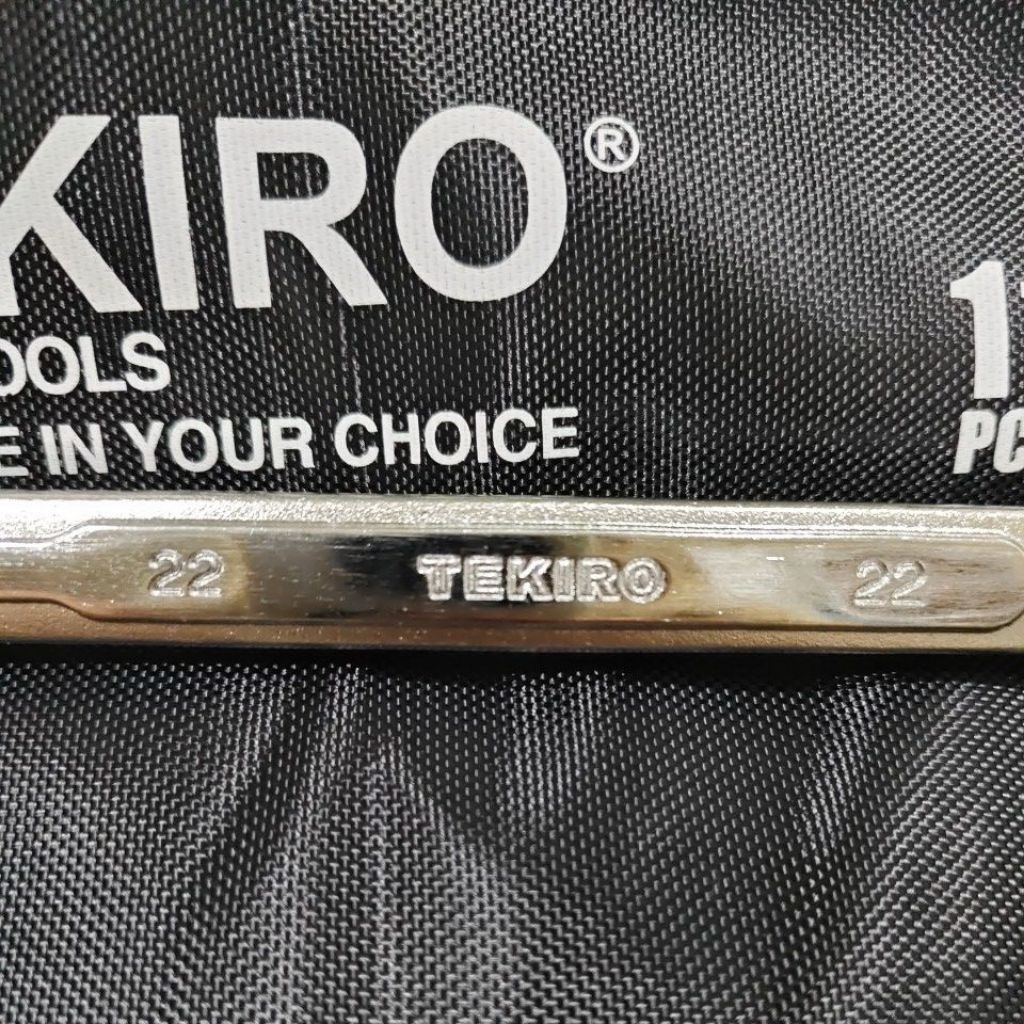 KIRO®
OOLS
E IN YOUR CHOICE
1
PC
22 TEKIRO 22